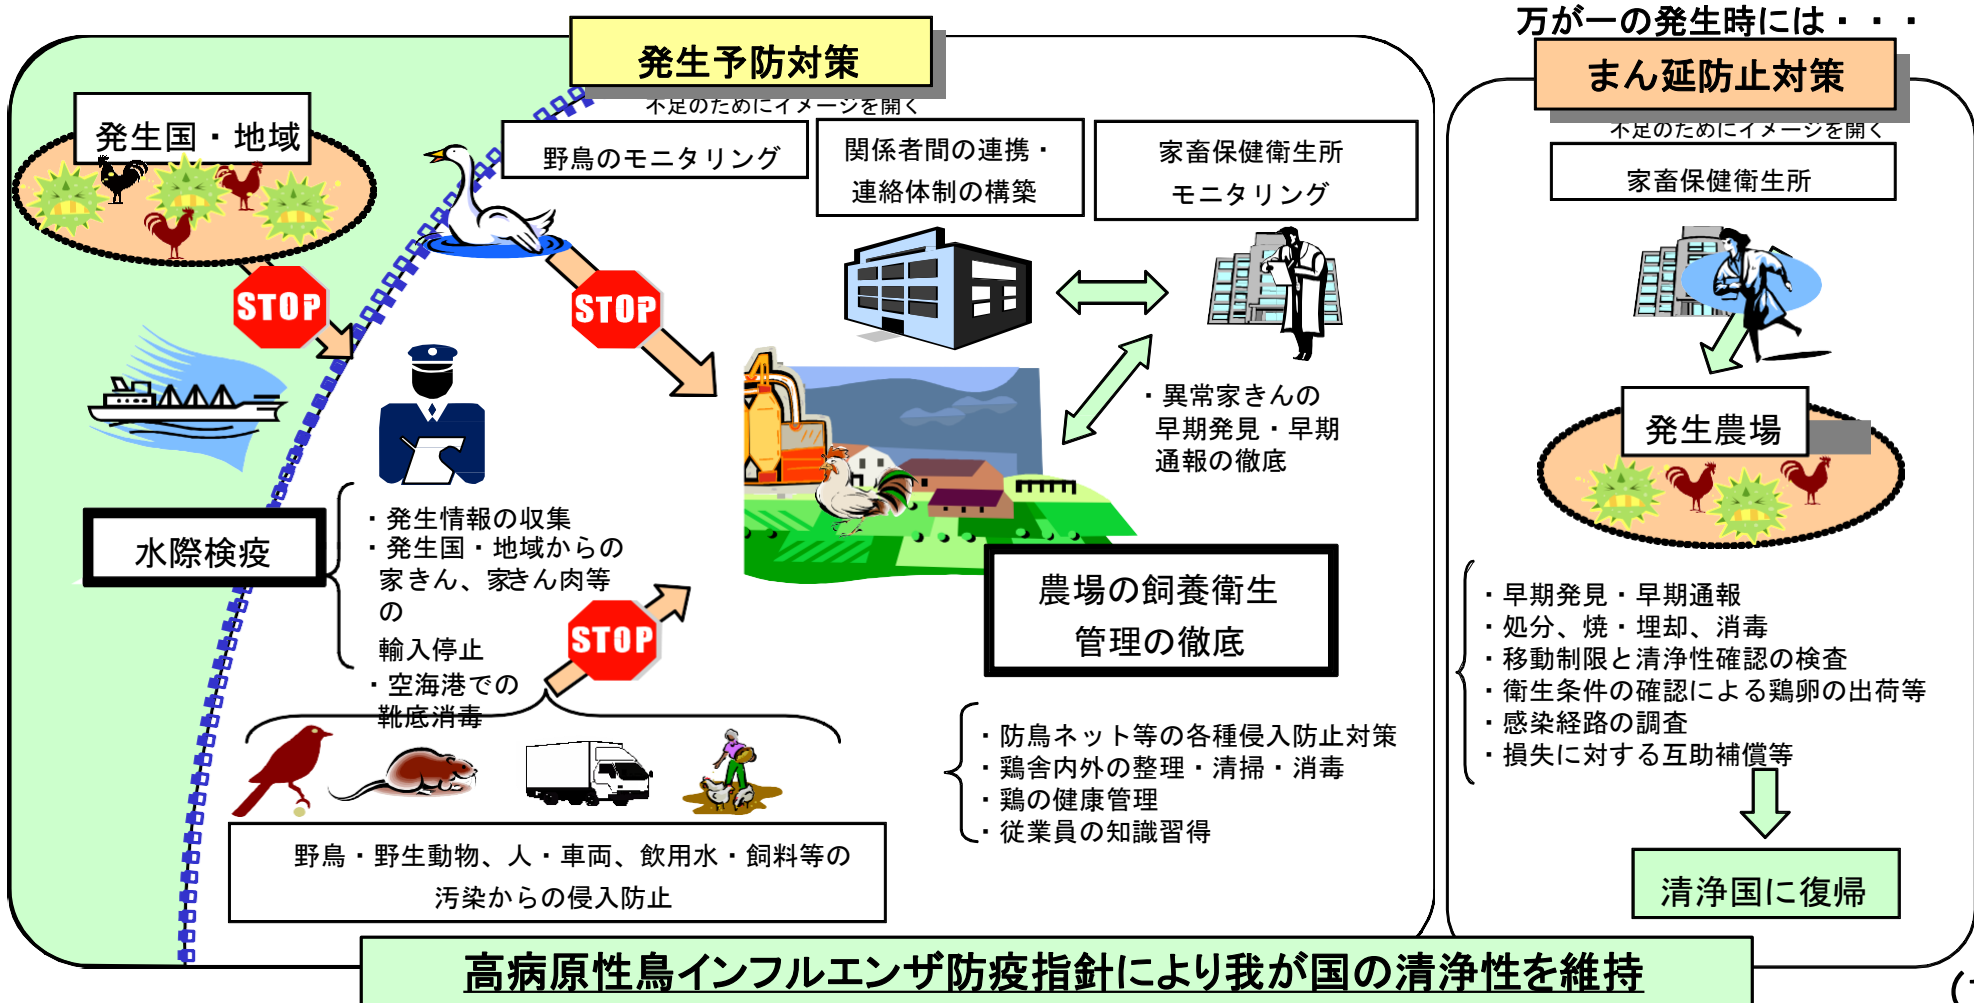 万が一の発生時には・・・
発生予防対策
まん延防止対策
不足のためにイメージを開く
不足のためにイメージを開く
発生国・地域
野鳥のモニタリング
関係者間の連携・
連絡体制の構築
家畜保健衛生所
モニタリング
家畜保健衛生所
STOP
STOP
・異常家きんの
早期発見・早期
通報の徹底
発生農場
水際検疫
・発生情報の収集
・発生国・地域からの
家きん、家きん肉等
の
輸入停止
・空海港での
靴底消毒
STOP
農場の飼養衛生
管理の徹底
・早期発見・早期通報
・処分、焼・埋却、消毒
・移動制限と清浄性確認の検査
・衛生条件の確認による鶏卵の出荷等
・感染経路の調査
・損失に対する互助補償等
・防鳥ネット等の各種侵入防止対策
・鶏舎内外の整理・清掃・消毒
・鶏の健康管理
・従業員の知識習得
野鳥・野生動物、人・車両、飲用水・飼料等の
汚染からの侵入防止
清浄国に復帰
高病原性鳥インフルエンザ防疫指針により我が国の清浄性を維持